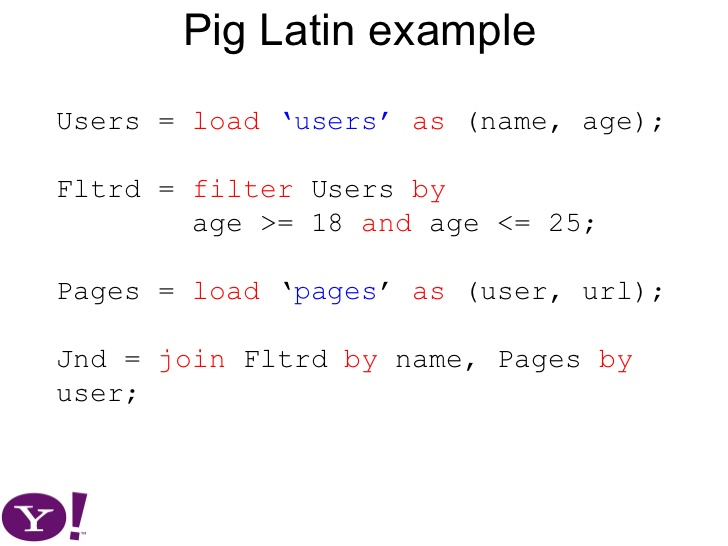 Pig Latin example
Users = load ‘users’ as (name, age);
Fltrd = filter Users by
age >= 18 and age <= 25;
Pages = load ‘pages’ as (user, url);
Jnd = join Fltrd by name, Pages by
user;
Y!™